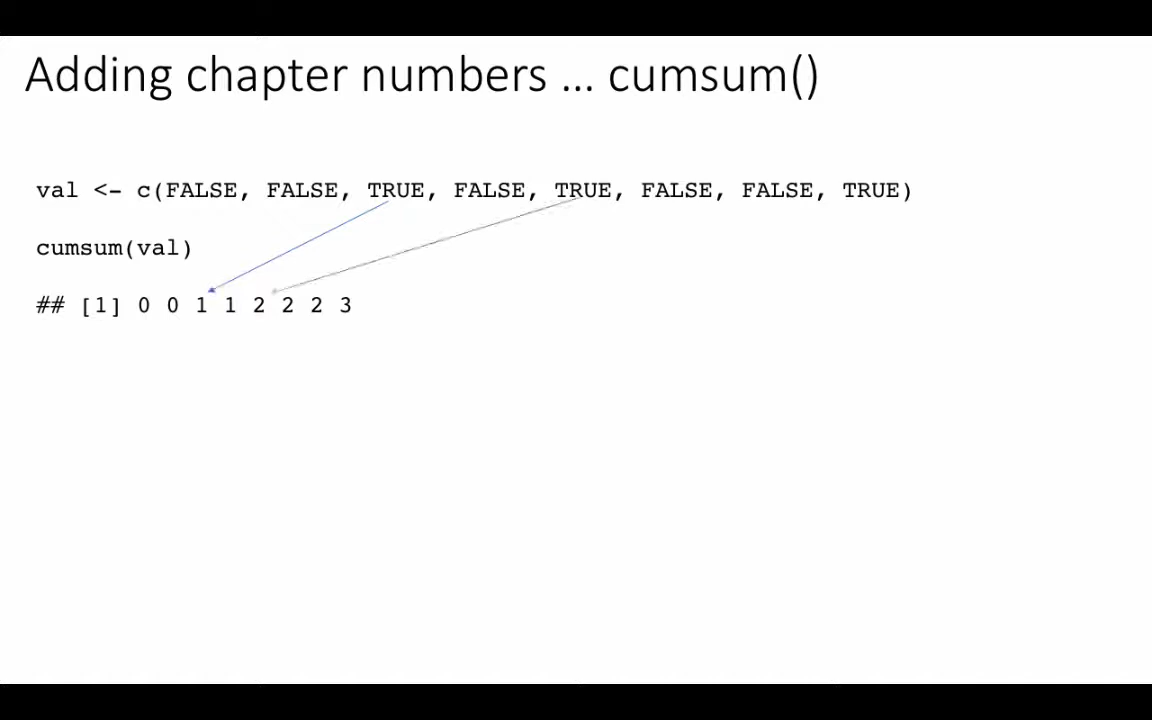 Adding chapter numbers … cumsum()
val <- c(FALSE, FALSE, TRUE, FALSE, TRUE, FALSE, FALSE, TRUE)
cumsum(val)
## [1] 0 0 1 1 2 2 2 3